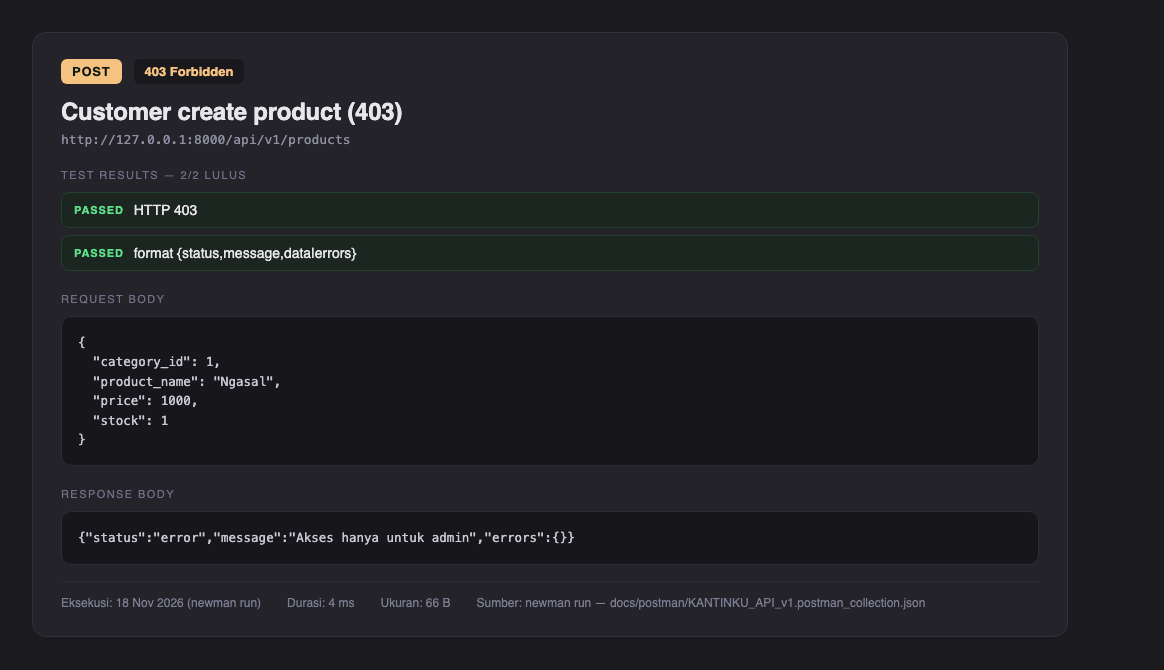 POST 403 Forbidden
Customer create product (403)
http://127.0.0.1:8000/api/v1/products
TEST RESULTS — 2/2 LULUS
PASSED HTTP 403
PASSED format {status,message,data|errors}
REQUEST BODY
{
  "category_id": 1,
  "product_name": "Ngasal",
  "price": 1000,
  "stock": 1
}
RESPONSE BODY
{"status":"error","message":"Akses hanya untuk admin","errors":{}}
Eksekusi: 18 Nov 2026 (newman run) Durasi: 4 ms Ukuran: 66 B Sumber: newman run — docs/postman/KANTINKU_API_v1.postman_collection.json